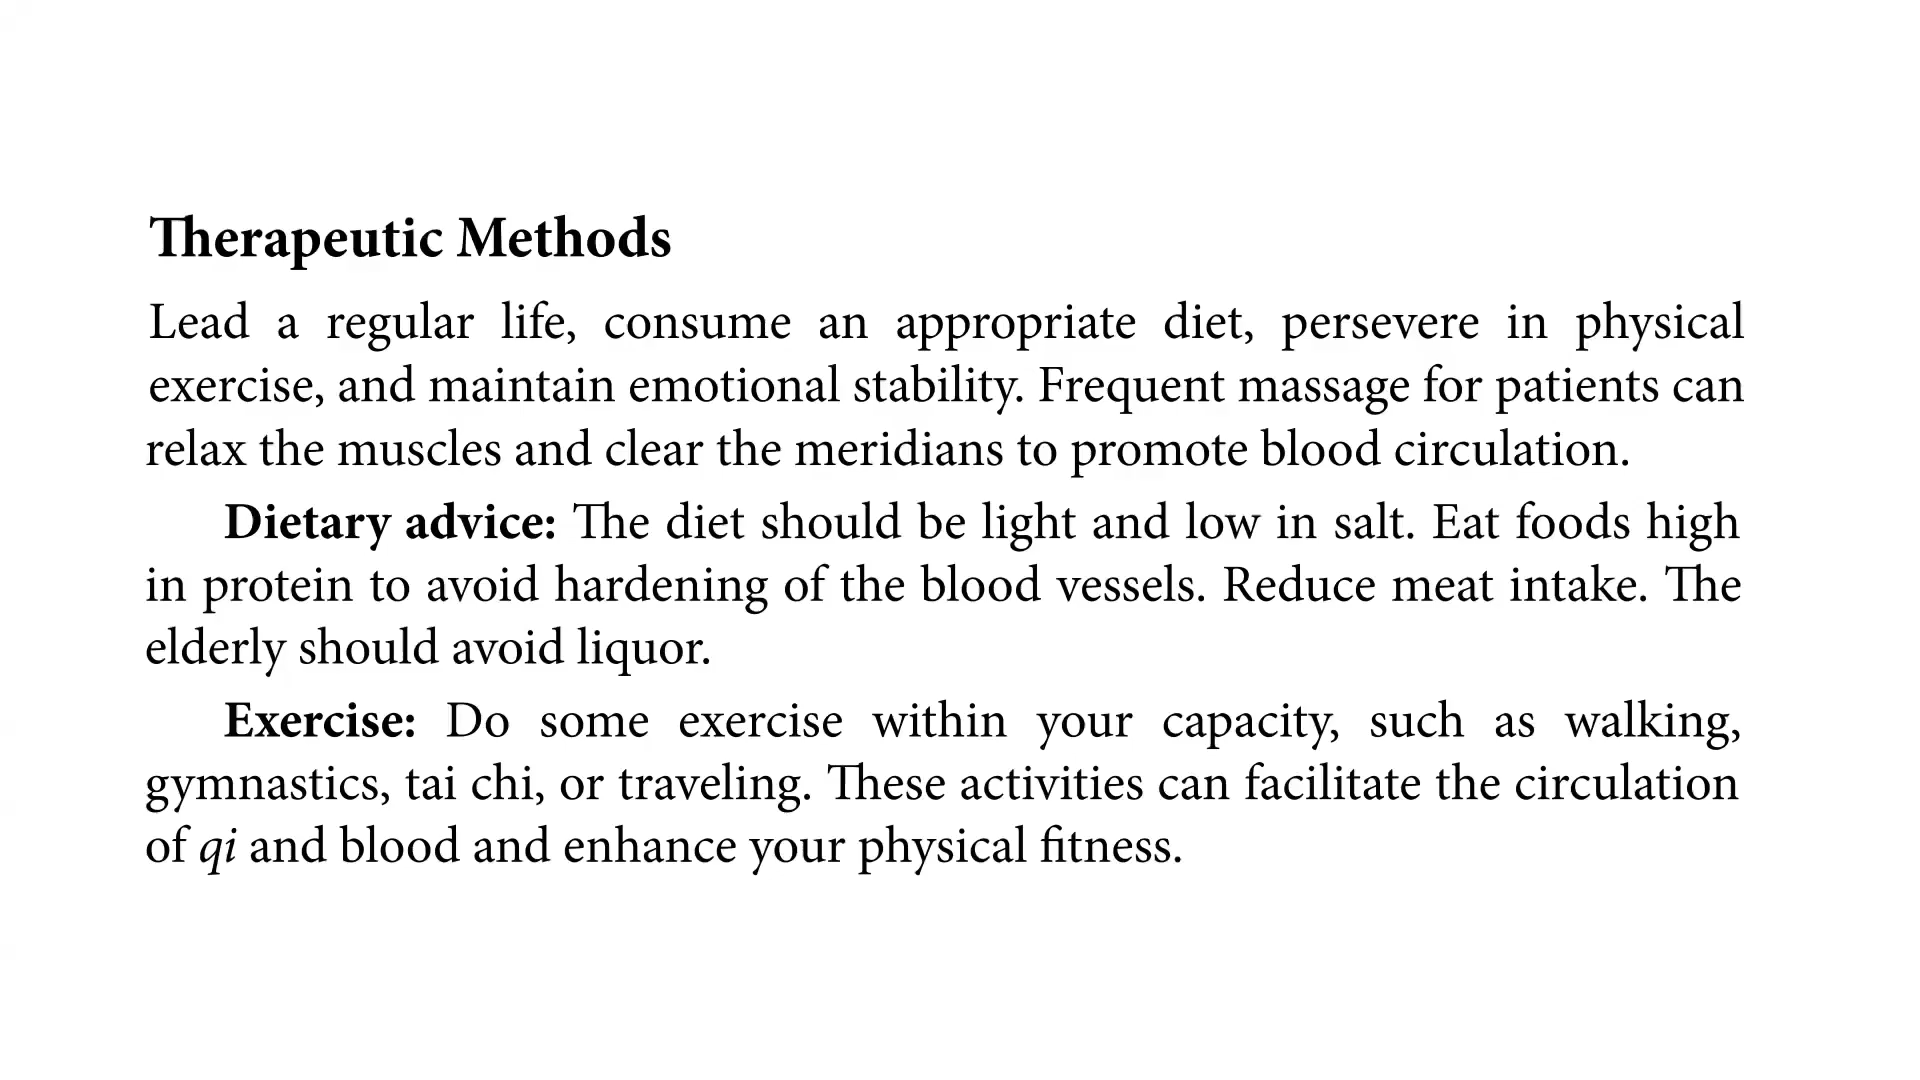 Therapeutic Methods
Lead a regular life, consume an appropriate diet, persevere in physical
exercise, and maintain emotional stability. Frequent massage for patients can
relax the muscles and clear the meridians to promote blood circulation.
Dietary advice: The diet should be light and low in salt. Eat foods high
in protein to avoid hardening of the blood vessels. Reduce meat intake. The
elderly should avoid liquor.
Exercise: Do some exercise within your capacity, such as walking,
gymnastics, tai chi, or traveling. These activities can facilitate the circulation
of qi and blood and enhance your physical fitness.